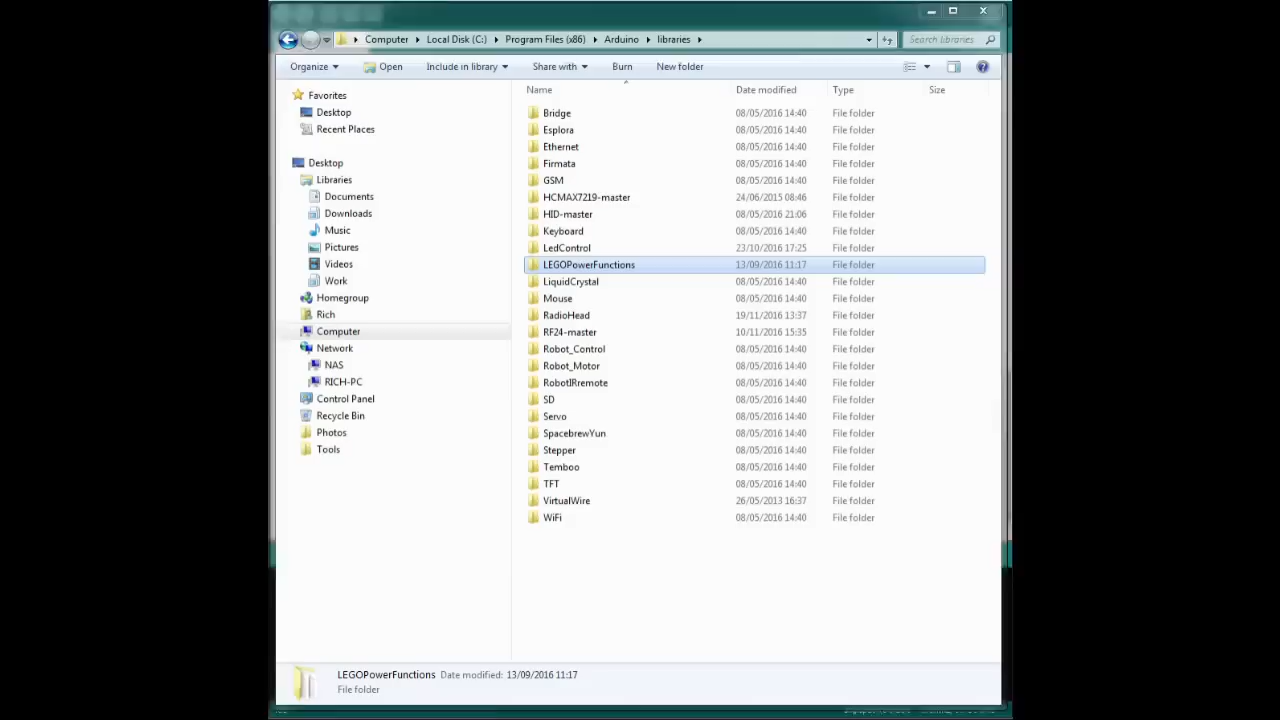 Computer Local Disk (C:) Program Files (x86) Arduino libraries Search libraries
Organize Open Include in library Share with Burn New folder
Name Date modified Type Size
Favorites
Desktop
Recent Places
Desktop
Libraries
Documents
Downloads
Music
Pictures
Videos
Work
Homegroup
Rich
Computer
Network
NAS
RICH-PC
Control Panel
Recycle Bin
Photos
Tools
Bridge 08/05/2016 14:40 File folder
Esplora 08/05/2016 14:40 File folder
Ethernet 08/05/2016 14:40 File folder
Firmata 08/05/2016 14:40 File folder
GSM 08/05/2016 14:40 File folder
HCMAX7219-master 24/06/2015 08:46 File folder
HID-master 08/05/2016 21:06 File folder
Keyboard 08/05/2016 14:40 File folder
LedControl 23/10/2016 17:25 File folder
LEGOPowerFunctions 13/09/2016 11:17 File folder
LiquidCrystal 08/05/2016 14:40 File folder
Mouse 08/05/2016 14:40 File folder
RadioHead 19/11/2016 13:37 File folder
RF24-master 10/11/2016 15:35 File folder
Robot_Control 08/05/2016 14:40 File folder
Robot_Motor 08/05/2016 14:40 File folder
RobotIRremote 08/05/2016 14:40 File folder
SD 08/05/2016 14:40 File folder
Servo 08/05/2016 14:40 File folder
SpacebrewYun 08/05/2016 14:40 File folder
Stepper 08/05/2016 14:40 File folder
Temboo 08/05/2016 14:40 File folder
TFT 08/05/2016 14:40 File folder
VirtualWire 26/05/2013 16:37 File folder
WiFi 08/05/2016 14:40 File folder
LEGOPowerFunctions Date modified: 13/09/2016 11:17
File folder